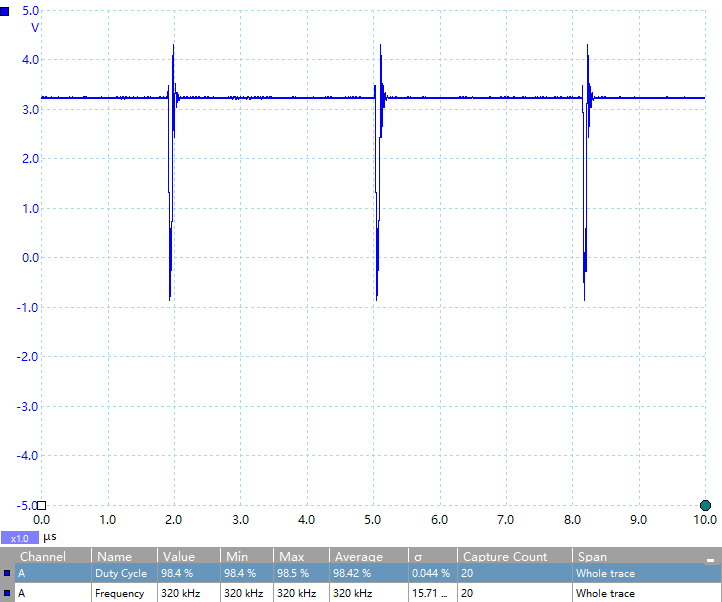 5.0
V
4.0
3.0
2.0
1.0
0.0
-1.0
-2.0
-3.0
-4.0
-5.0
0.0 1.0 2.0 3.0 4.0 5.0 6.0 7.0 8.0 9.0 10.0
x1.0 µs
Channel Name Value Min Max Average σ Capture Count Span
A Duty Cycle 98.4 % 98.4 % 98.5 % 98.42 % 0.044 % 20 Whole trace
A Frequency 320 kHz 320 kHz 320 kHz 320 kHz 15.71 ... 20 Whole trace